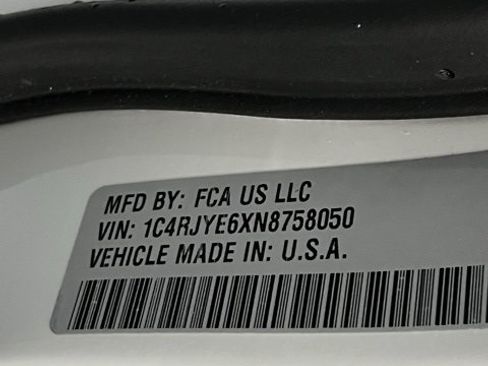 MFD BY: FCA US LLC
VIN: 1C4RJYE6XN8758050
VEHICLE MADE IN: U.S.A.